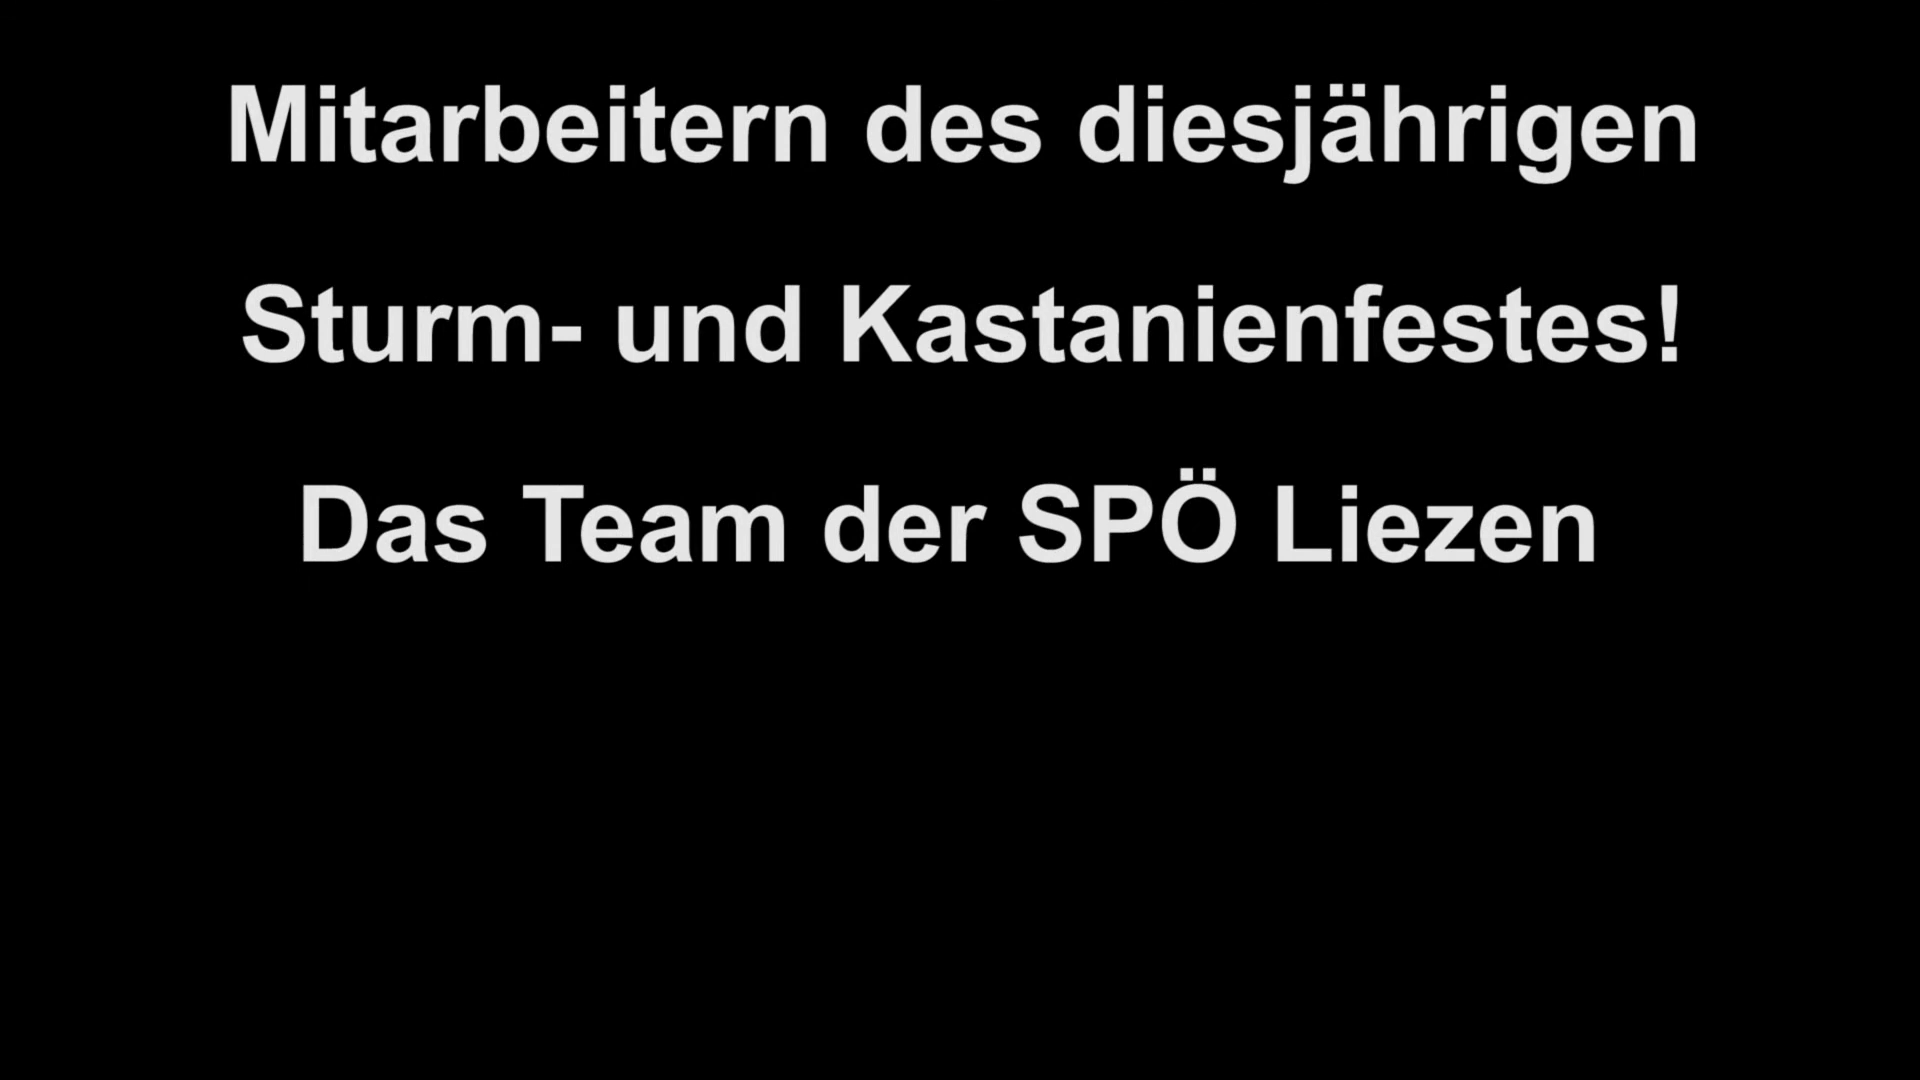 Mitarbeitern des diesjährigen
Sturm- und Kastanienfestes!
Das Team der SPÖ Liezen